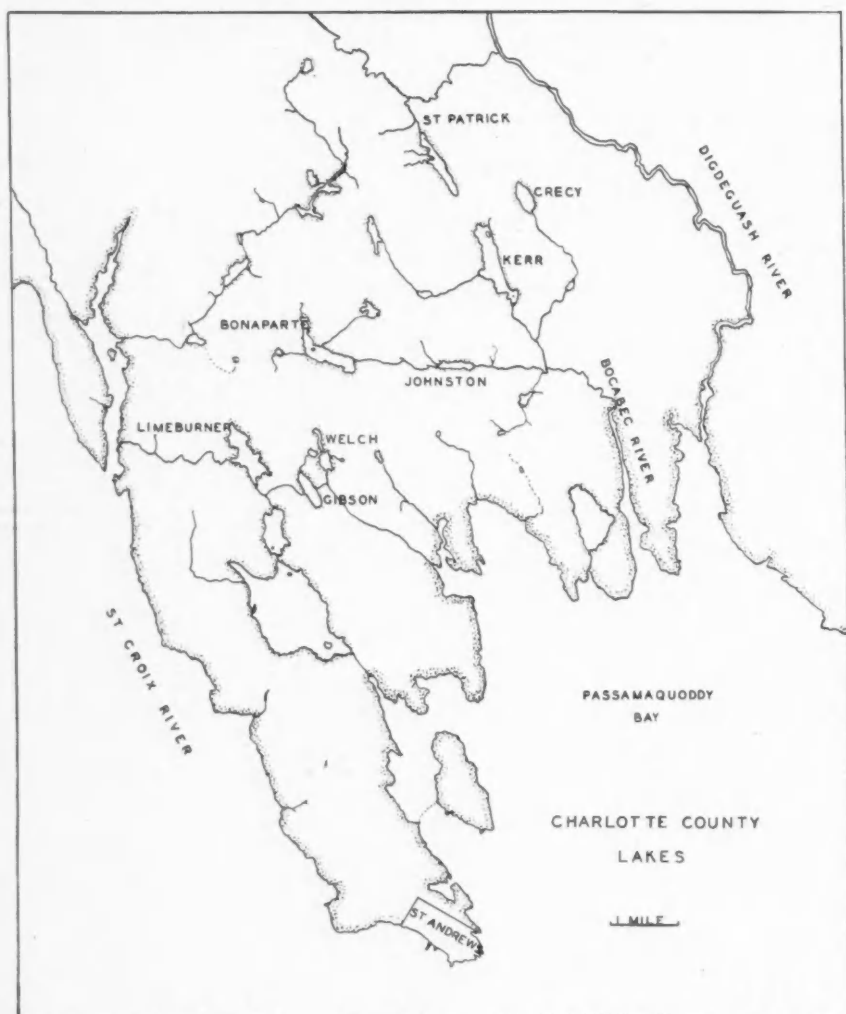 ST PATRICK
CRECY
DIGDEGUASH RIVER
KERR
BONAPARTE
JOHNSTON
BOCABEC RIVER
LIMEBURNER
WELCH
GIBSON
ST CROIX RIVER
PASSAMAQUODDY
BAY
CHARLOTTE COUNTY
LAKES
1 MILE
ST ANDREWS